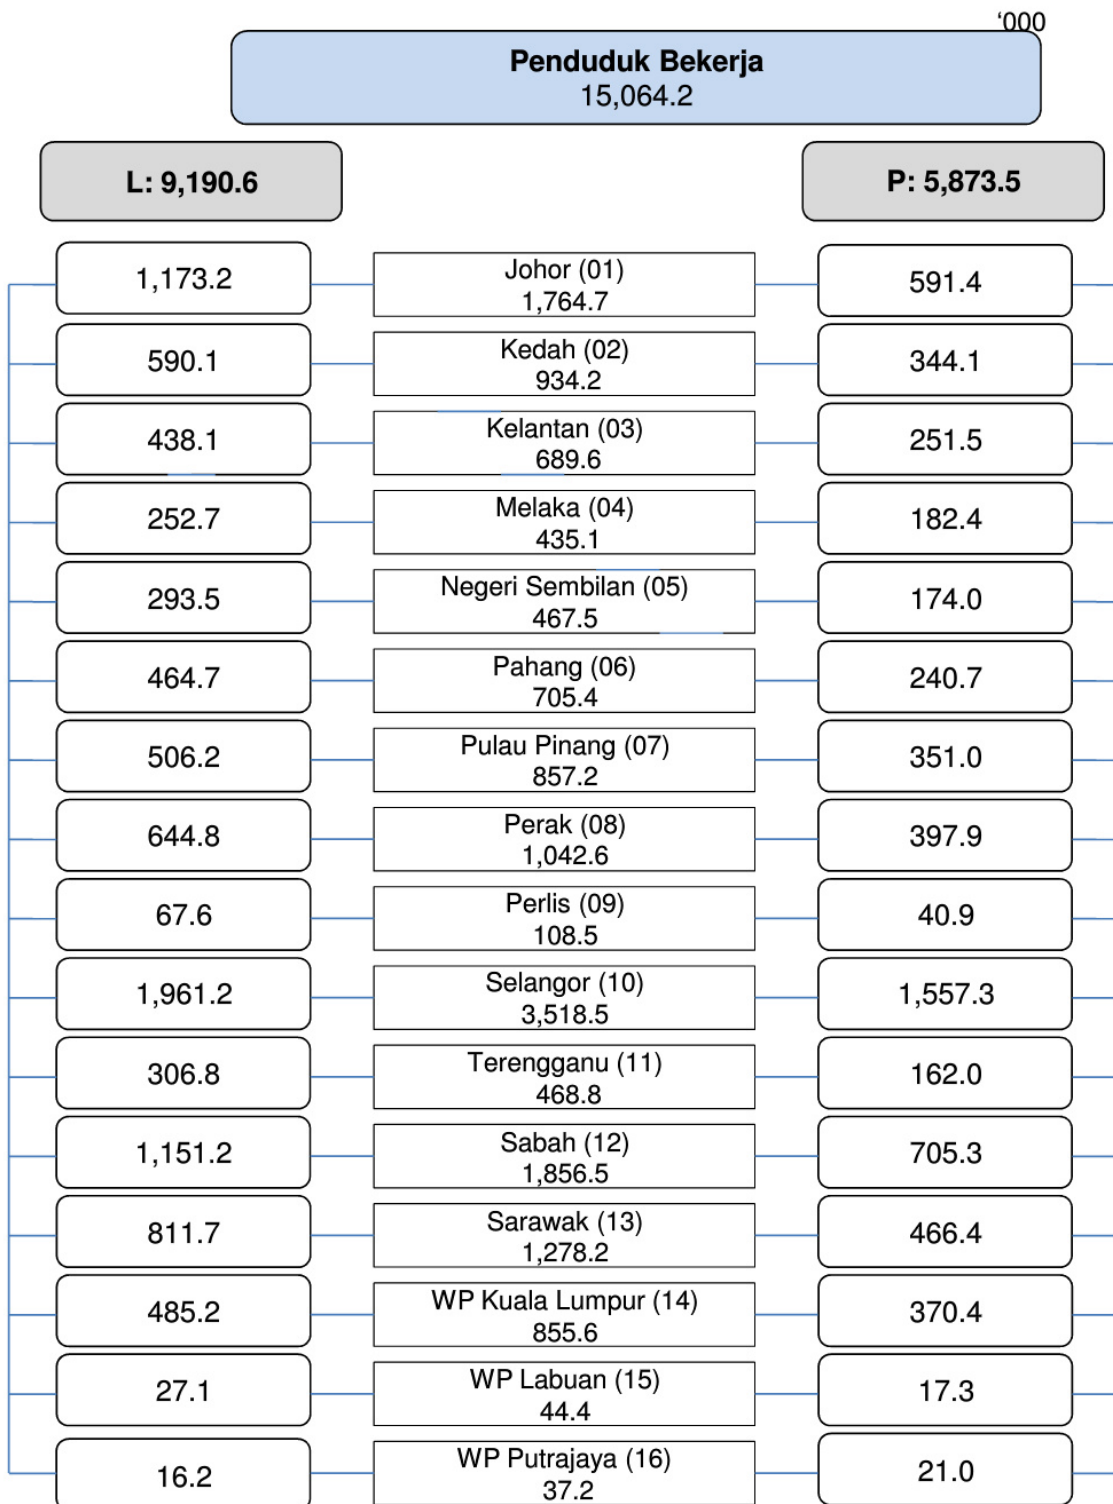 ‘000
Penduduk Bekerja
15,064.2
L: 9,190.6
P: 5,873.5
1,173.2
Johor (01)
1,764.7
591.4
590.1
Kedah (02)
934.2
344.1
438.1
Kelantan (03)
689.6
251.5
252.7
Melaka (04)
435.1
182.4
293.5
Negeri Sembilan (05)
467.5
174.0
464.7
Pahang (06)
705.4
240.7
506.2
Pulau Pinang (07)
857.2
351.0
644.8
Perak (08)
1,042.6
397.9
67.6
Perlis (09)
108.5
40.9
1,961.2
Selangor (10)
3,518.5
1,557.3
306.8
Terengganu (11)
468.8
162.0
1,151.2
Sabah (12)
1,856.5
705.3
811.7
Sarawak (13)
1,278.2
466.4
485.2
WP Kuala Lumpur (14)
855.6
370.4
27.1
WP Labuan (15)
44.4
17.3
16.2
WP Putrajaya (16)
37.2
21.0